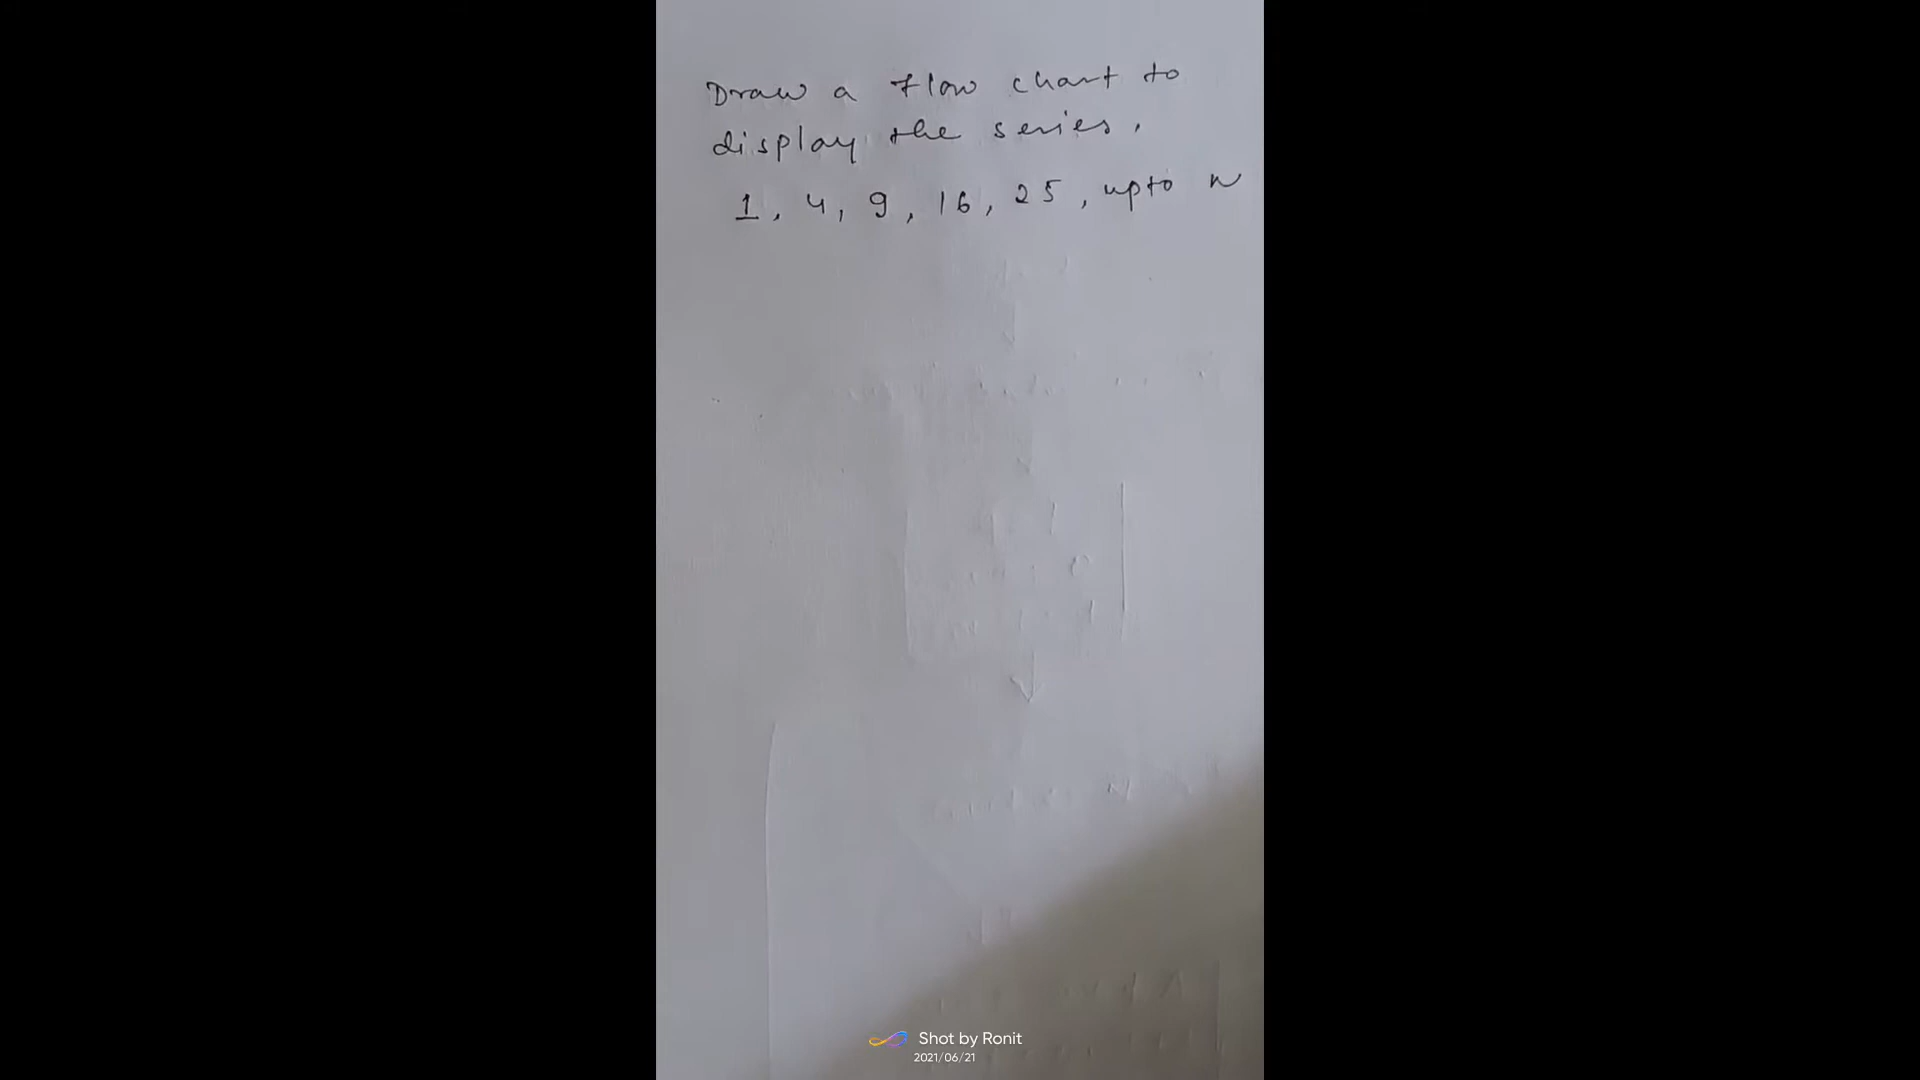 Draw a flow chart to
display the series.
1, 4, 9, 16, 25, upto n
Shot by Ronit
2021/06/21